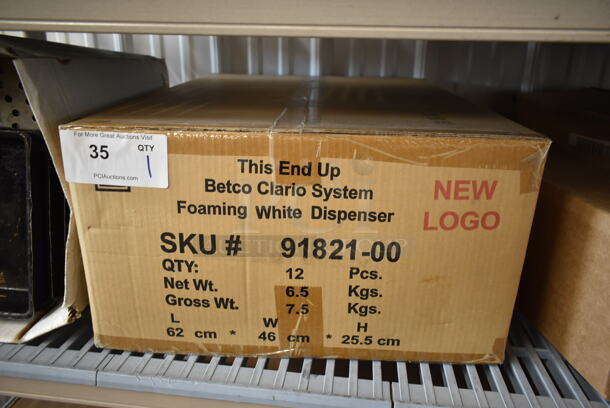 For More Great Auctions Visit
35 QTY
1
PCIAuctions.com
This End Up
Betco Clario System
Foaming White Dispenser
NEW
LOGO
SKU # 91821-00
QTY: 12 Pcs.
Net Wt. 6.5 Kgs.
Gross Wt. 7.5 Kgs.
L W H
62 cm * 46 cm * 25.5 cm